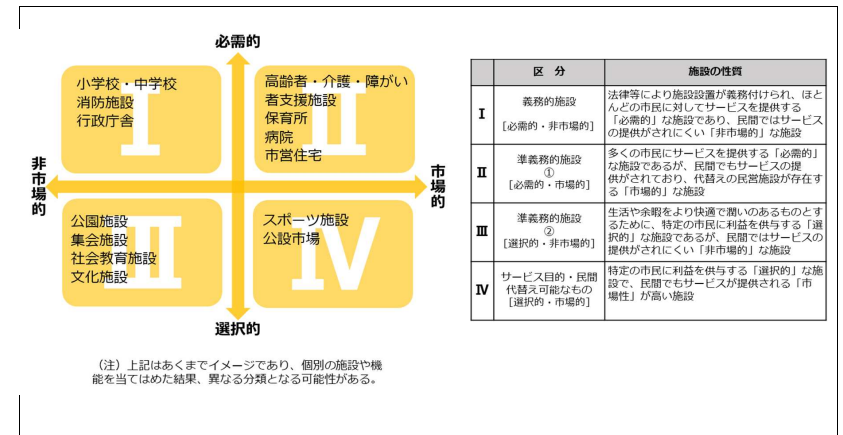 必需的
小学校・中学校
消防施設
行政庁舎
I
高齢者・介護・障がい
者支援施設
保育所
病院
市営住宅
II
非市場的
市場的
公園施設
集会施設
社会教育施設
文化施設
III
スポーツ施設
公設市場
IV
選択的
(注)上記はあくまでイメージであり、個別の施設や機
能を当てはめた結果、異なる分類となる可能性がある。
区 分
施設の性質
I
義務的施設
[必需的・非市場的]
法律等により施設設置が義務付けられ、ほと
んどの市民に対してサービスを提供する
「必需的」な施設であり、民間ではサービス
の提供がされにくい「非市場的」な施設
II
準義務的施設
①
[必需的・市場的]
多くの市民にサービスを提供する「必需的」
な施設であるが、民間でもサービスの提
供がされており、代替えの民営施設が存在す
る「市場的」な施設
III
準義務的施設
②
[選択的・非市場的]
生活や余暇をより快適で潤いのあるものとす
るために、特定の市民に利益を供与する「選
択的」な施設であるが、民間ではサービスの
提供がされにくい「非市場的」な施設
IV
サービス目的・民間
代替え可能なもの
[選択的・市場的]
特定の市民に利益を供与する「選択的」な施
設で、民間でもサービスが提供される「市
場性」が高い施設